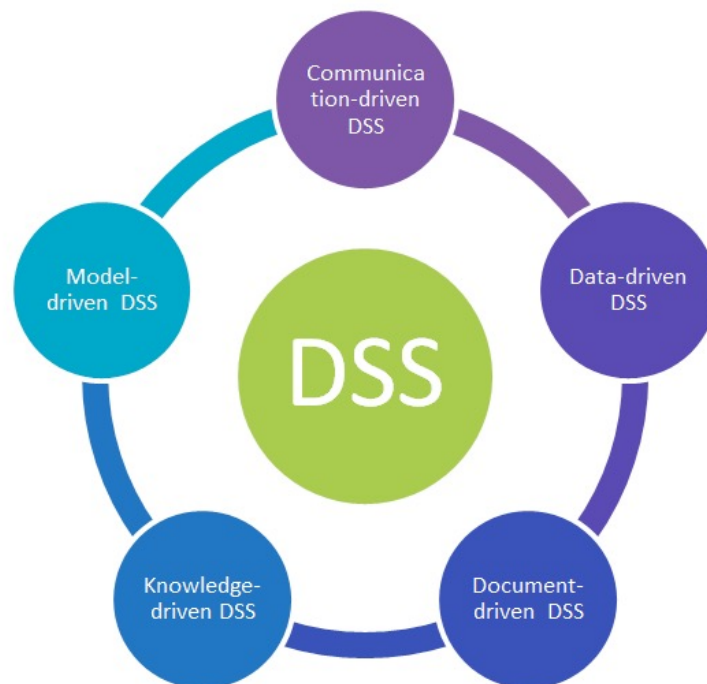 Communica
tion-driven
DSS
Data-driven
DSS
Document-
driven DSS
Knowledge-
driven DSS
Model-
driven DSS
DSS